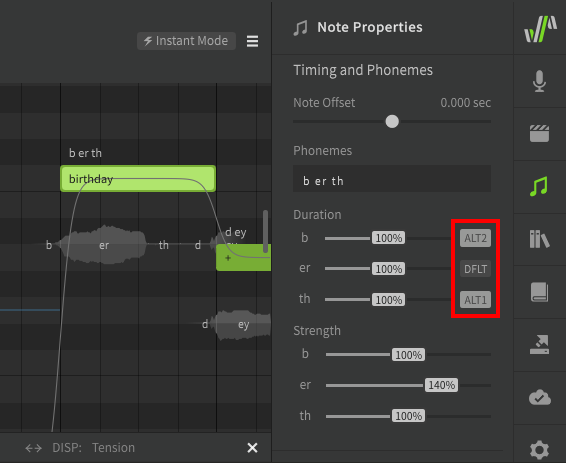 Instant Mode
b er th
birthday
b er th d
d ey
+
d ey
DISP: Tension
Note Properties
Timing and Phonemes
Note Offset 0.000 sec
Phonemes
b er th
Duration
b 100% ALT2
er 100% DFLT
th 100% ALT1
Strength
b 100%
er 140%
th 100%